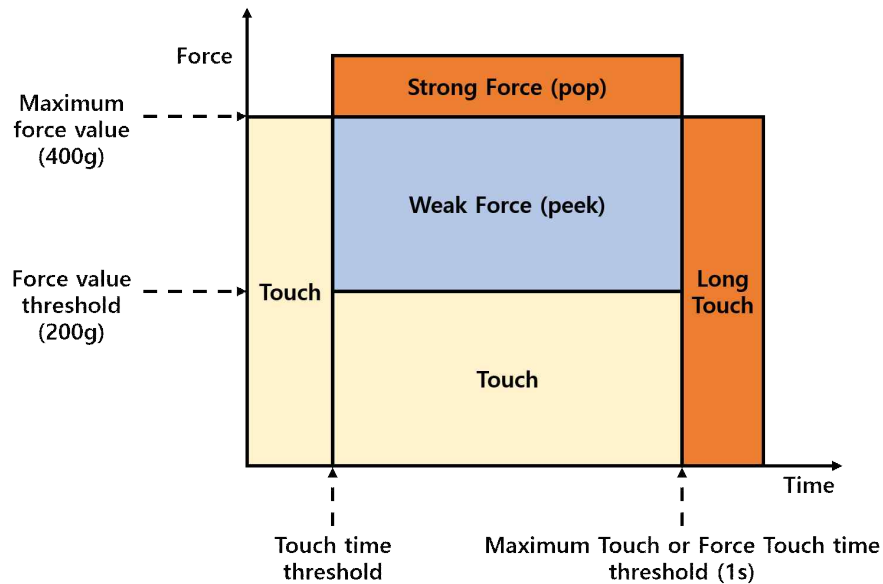 Force
Strong Force (pop)
Maximum
force value
(400g)
Weak Force (peek)
Force value
threshold
(200g)
Touch
Long
Touch
Touch
Time
Touch time
threshold
Maximum Touch or Force Touch time
threshold (1s)